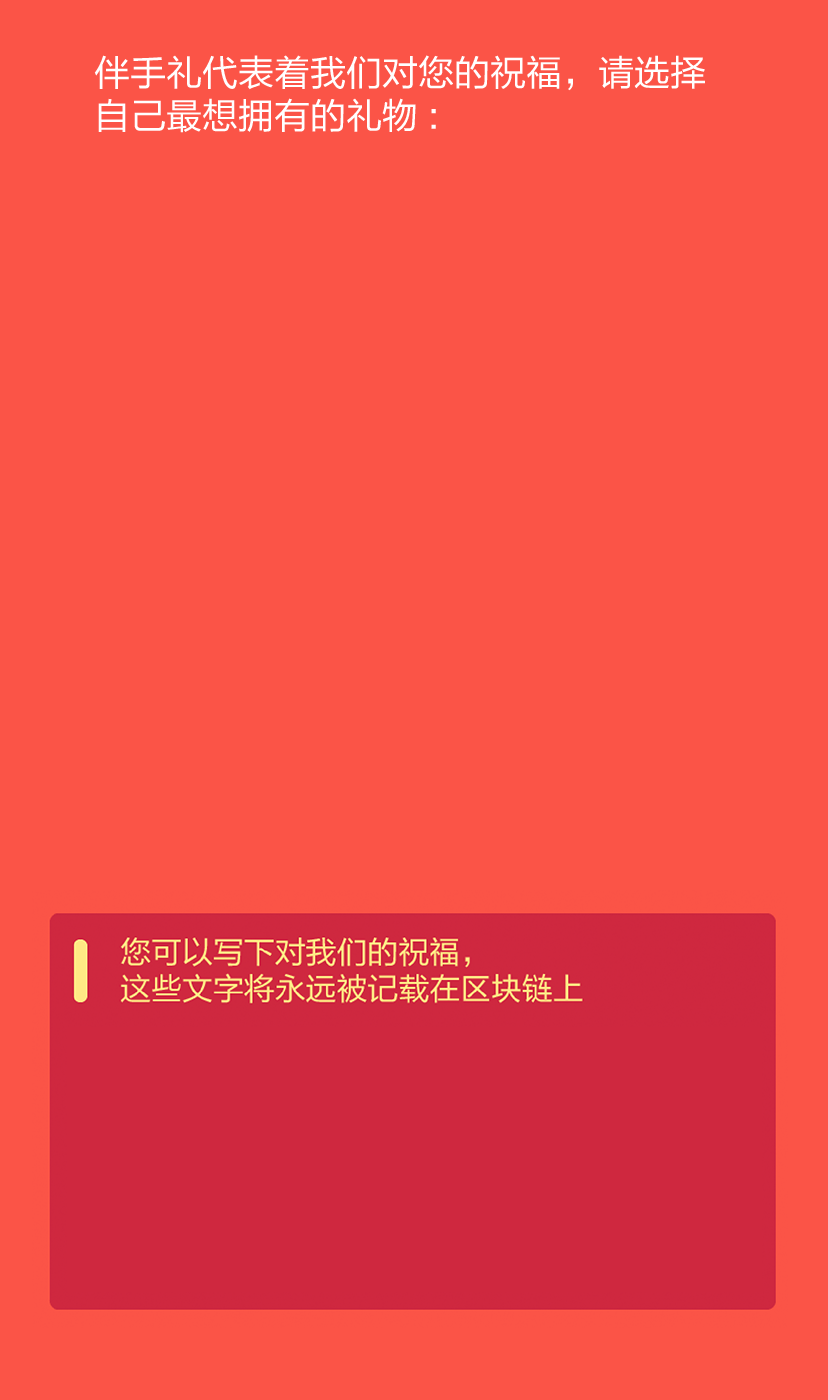 伴手礼代表着我们对您的祝福，请选择
自己最想拥有的礼物：
您可以写下对我们的祝福，
这些文字将永远被记载在区块链上